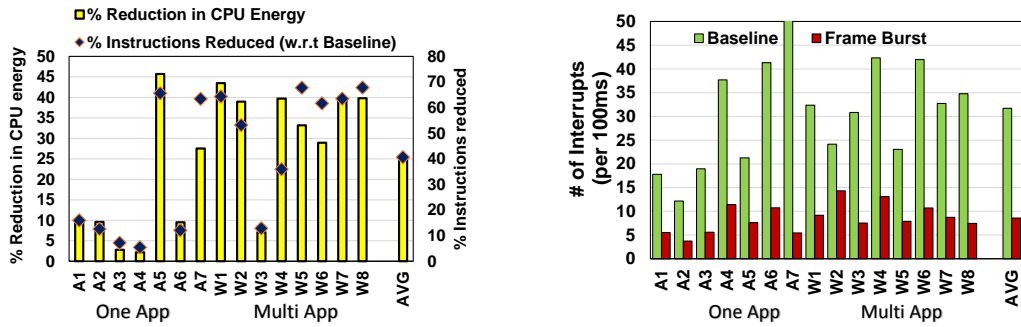 % Reduction in CPU Energy
% Instructions Reduced (w.r.t Baseline)
% Reduction in CPU energy
50
45
40
35
30
25
20
15
10
5
0
80
70
60
50
40
30
20
10
0
% Instructions reduced
A1 A2 A3 A4 A5 A6 A7 W1 W2 W3 W4 W5 W6 W7 W8 AVG
One App Multi App
# of Interrupts
(per 100ms)
50
45
40
35
30
25
20
15
10
5
0
Baseline Frame Burst
A1 A2 A3 A4 A5 A6 A7 W1 W2 W3 W4 W5 W6 W7 W8 AVG
One App Multi App